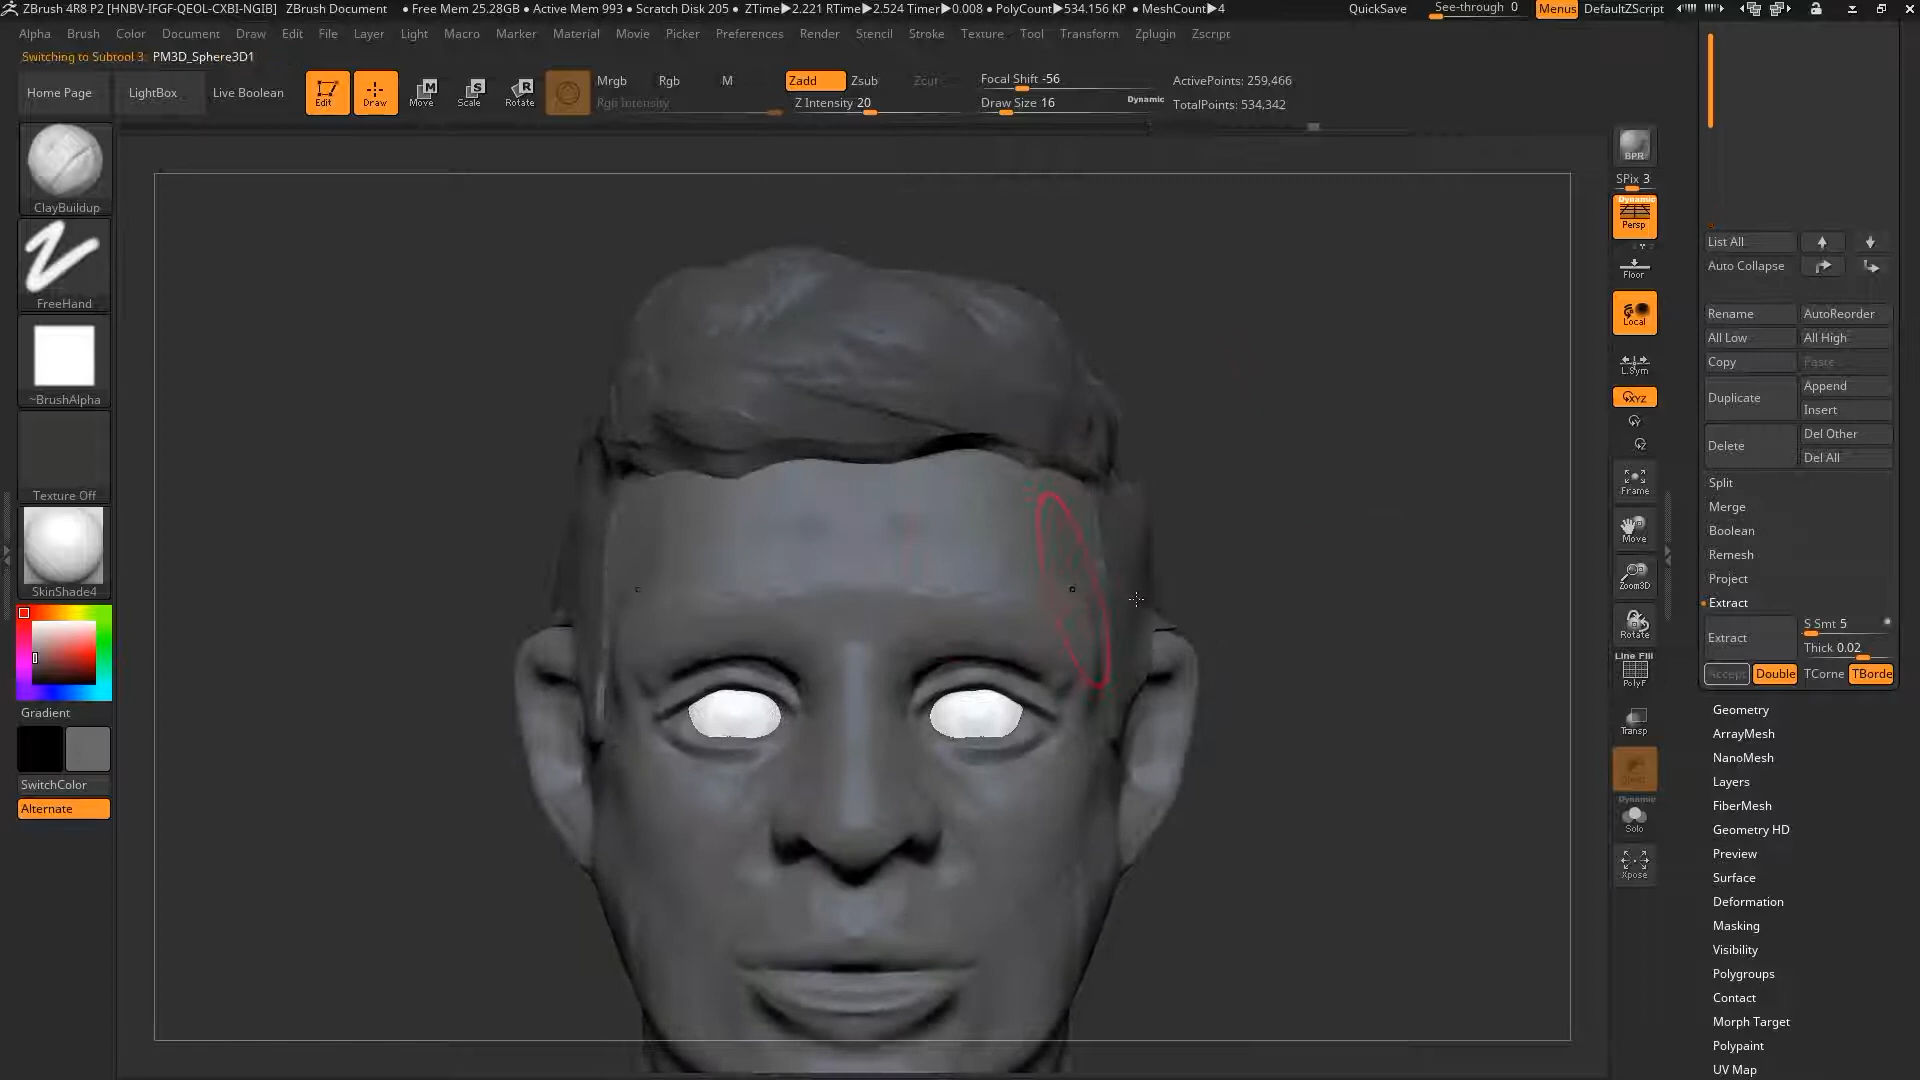 ZBrush 4R8 P2 [HNBV-IFGF-QEOL-CXBI-NGIB] ZBrush Document • Free Mem 25.28GB • Active Mem 993 • Scratch Disk 205 • ZTime▶2.221 RTime▶2.524 Timer▶0.008 • PolyCount▶534.156 KP • MeshCount▶4 QuickSave See-through 0 Menus DefaultZScript
Alpha Brush Color Document Draw Edit File Layer Light Macro Marker Material Movie Picker Preferences Render Stencil Stroke Texture Tool Transform Zplugin Zscript
Switching to Subtool 3: PM3D_Sphere3D1
Home Page LightBox Live Boolean Edit Draw Move Scale Rotate
Mrgb Rgb M Zadd Zsub Zcut Focal Shift -56 ActivePoints: 259,466
Rgb Intensity Z Intensity 20 Draw Size 16 Dynamic TotalPoints: 534,342
ClayBuildup
FreeHand
~BrushAlpha
Texture Off
SkinShade4
Gradient
SwitchColor
Alternate
BPR
SPix 3
Dynamic
Persp
Floor
Local
L.Sym
XYZ
Frame
Move
Zoom3D
Rotate
Line Fill
PolyF
Transp
Dynamic
Solo
Xpose
List All
Auto Collapse
Rename AutoReorder
All Low All High
Copy Paste
Duplicate Append
Insert
Delete Del Other
Del All
Split
Merge
Boolean
Remesh
Project
Extract
Extract S Smt 5
Thick 0.02
Accept Double TCorne TBorde
Geometry
ArrayMesh
NanoMesh
Layers
FiberMesh
Geometry HD
Preview
Surface
Deformation
Masking
Visibility
Polygroups
Contact
Morph Target
Polypaint
UV Map